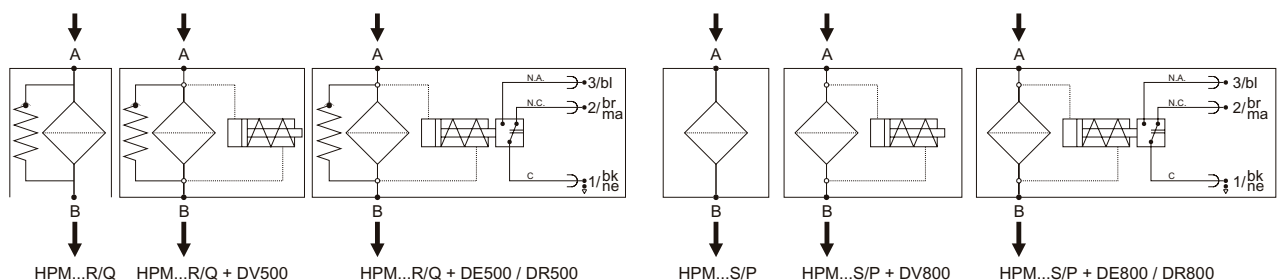 A A A A A A
N.A. 3/bl N.A. 3/bl
N.C. 2/ br ma N.C. 2/ br ma
C 1/ bk ne C 1/ bk ne
B B B B B B
HPM...R/Q HPM...R/Q + DV500 HPM...R/Q + DE500 / DR500 HPM...S/P HPM...S/P + DV800 HPM...S/P + DE800 / DR800